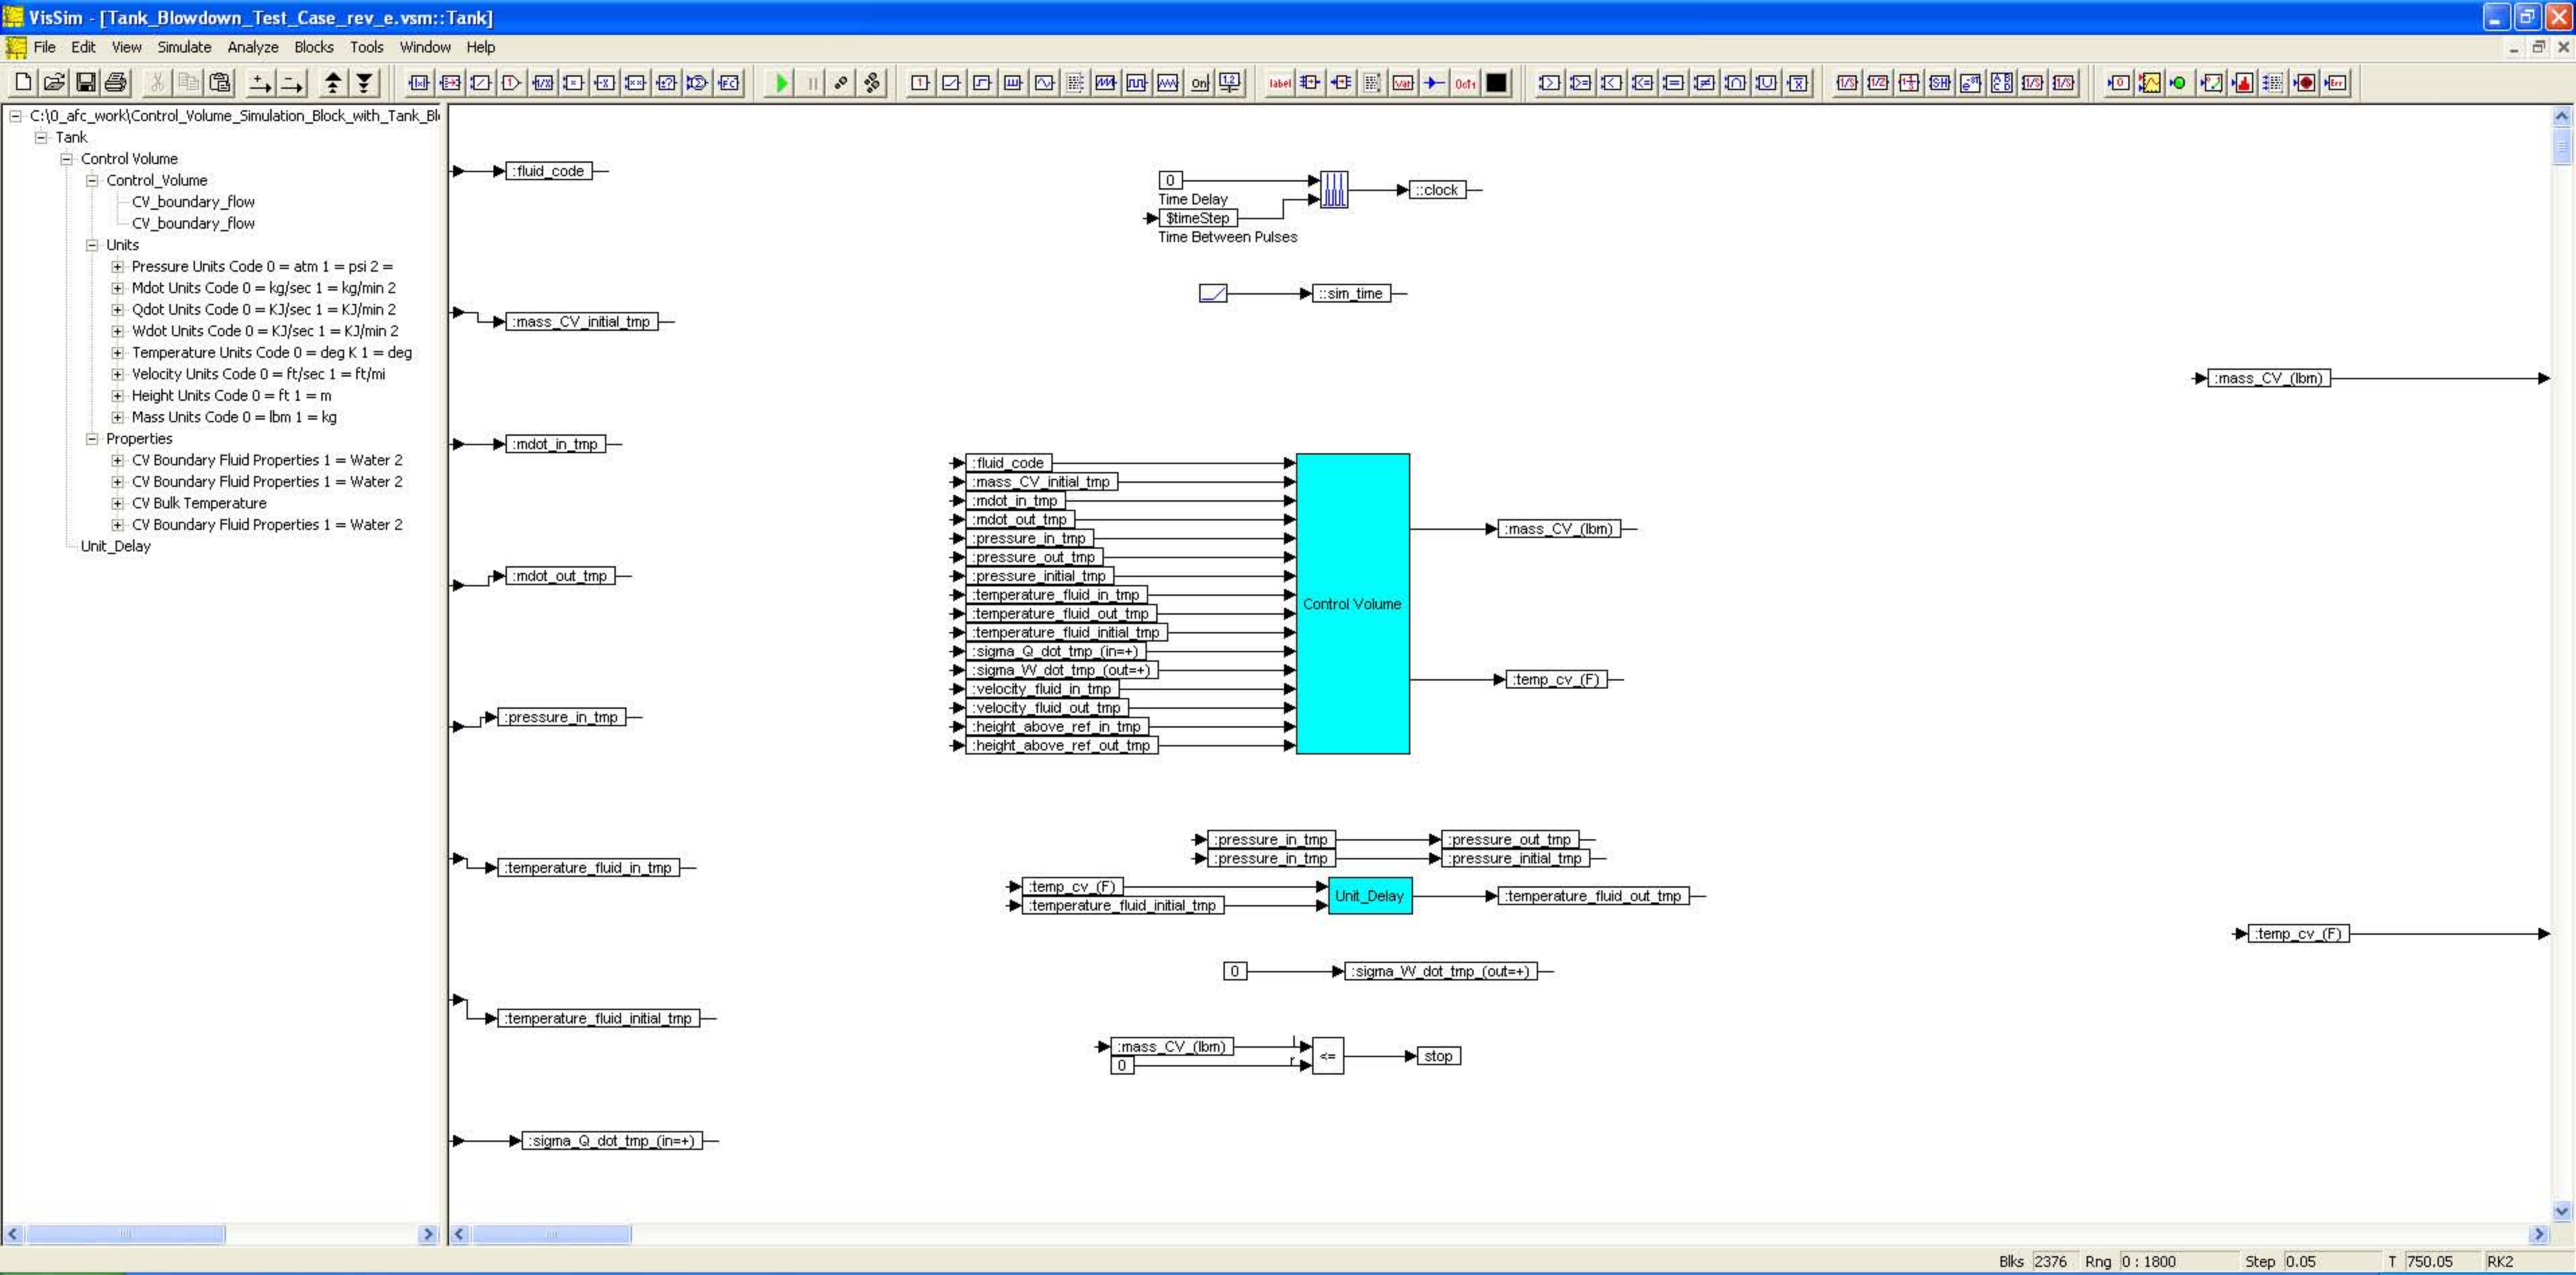 VisSim - [Tank_Blowdown_Test_Case_rev_e.vsm::Tank]
File Edit View Simulate Analyze Blocks Tools Window Help
C:\0_afc_work\Control_Volume_Simulation_Block_with_Tank_Bl
Tank
Control Volume
Control_Volume
CV_boundary_flow
CV_boundary_flow
Units
Pressure Units Code 0 = atm 1 = psi 2 =
Mdot Units Code 0 = kg/sec 1 = kg/min 2
Qdot Units Code 0 = KJ/sec 1 = KJ/min 2
Wdot Units Code 0 = KJ/sec 1 = KJ/min 2
Temperature Units Code 0 = deg K 1 = deg
Velocity Units Code 0 = ft/sec 1 = ft/mi
Height Units Code 0 = ft 1 = m
Mass Units Code 0 = lbm 1 = kg
Properties
CV Boundary Fluid Properties 1 = Water 2
CV Boundary Fluid Properties 1 = Water 2
CV Bulk Temperature
CV Boundary Fluid Properties 1 = Water 2
Unit_Delay
:fluid_code
:mass_CV_initial_tmp
:mdot_in_tmp
:mdot_out_tmp
:pressure_in_tmp
:temperature_fluid_in_tmp
:temperature_fluid_initial_tmp
:sigma_Q_dot_tmp_(in=+)
0
Time Delay
$timeStep
Time Between Pulses
::clock
::sim_time
:fluid_code
:mass_CV_initial_tmp
:mdot_in_tmp
:mdot_out_tmp
:pressure_in_tmp
:pressure_out_tmp
:pressure_initial_tmp
:temperature_fluid_in_tmp
:temperature_fluid_out_tmp
:temperature_fluid_initial_tmp
:sigma_Q_dot_tmp_(in=+)
:sigma_W_dot_tmp_(out=+)
:velocity_fluid_in_tmp
:velocity_fluid_out_tmp
:height_above_ref_in_tmp
:height_above_ref_out_tmp
Control Volume
:mass_CV_(lbm)
:temp_cv_(F)
:pressure_in_tmp :pressure_out_tmp
:pressure_in_tmp :pressure_initial_tmp
:temp_cv_(F)
:temperature_fluid_initial_tmp
Unit_Delay
:temperature_fluid_out_tmp
0 :sigma_W_dot_tmp_(out=+)
:mass_CV_(lbm) l
0 r
<=
stop
:mass_CV_(lbm)
:temp_cv_(F)
Blks 2376 Rng 0 : 1800 Step 0.05 T 750.05 RK2